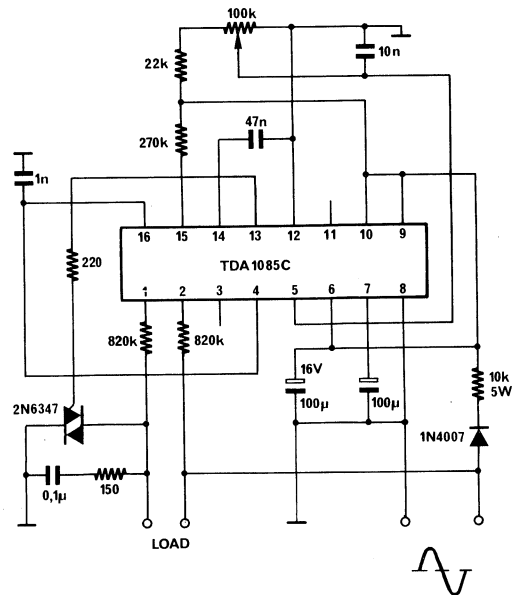 100k
22k
10n
47n
270k
1n
16 15 14 13 12 11 10 9
220
TDA1085C
1 2 3 4 5 6 7 8
820k
820k
16V
100µ
100µ
10k
5W
2N6347
1N4007
0,1µ
150
LOAD